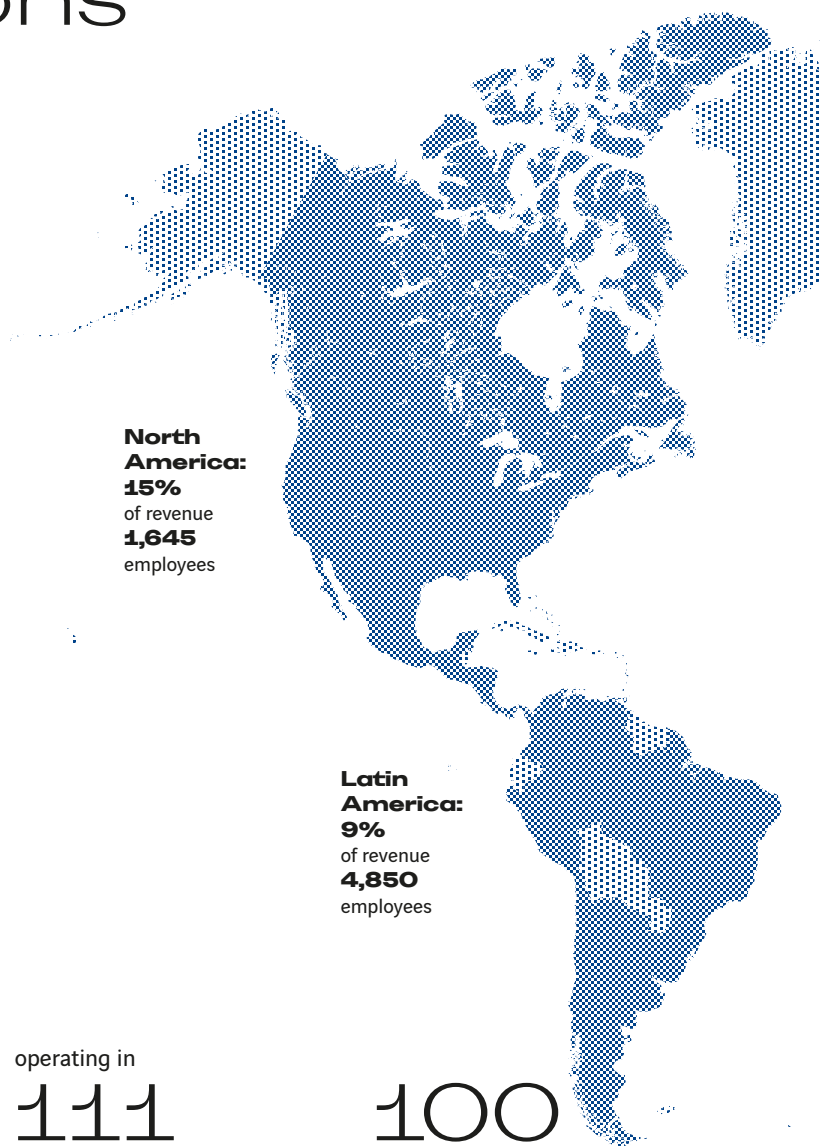 North
America:
15%
of revenue
1,645
employees
Latin
America:
9%
of revenue
4,850
employees
operating in
111
100